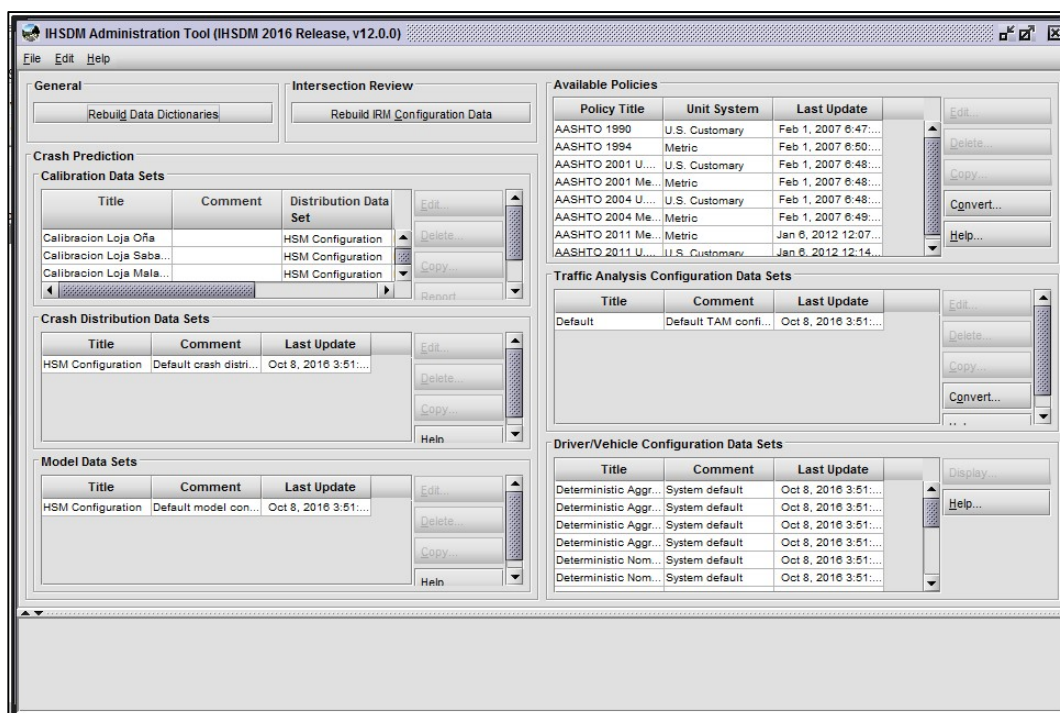 IHSDM Administration Tool (IHSDM 2016 Release, v12.0.0)
File Edit Help
General
Rebuild Data Dictionaries
Intersection Review
Rebuild IRM Configuration Data
Crash Prediction
Calibration Data Sets
Title Comment Distribution Data Set
Calibracion Loja Oña HSM Configuration
Calibracion Loja Saba... HSM Configuration
Calibracion Loja Mala... HSM Configuration
Edit...
Delete...
Copy...
Report...
Crash Distribution Data Sets
Title Comment Last Update
HSM Configuration Default crash distri... Oct 8, 2016 3:51:...
Edit...
Delete...
Copy...
Help
Model Data Sets
Title Comment Last Update
HSM Configuration Default model con... Oct 8, 2016 3:51:...
Edit...
Delete...
Copy...
Help
Available Policies
Policy Title Unit System Last Update
AASHTO 1990 U.S. Customary Feb 1, 2007 6:47:...
AASHTO 1994 Metric Feb 1, 2007 6:50:...
AASHTO 2001 U.... U.S. Customary Feb 1, 2007 6:48:...
AASHTO 2001 Me... Metric Feb 1, 2007 6:48:...
AASHTO 2004 U.... U.S. Customary Feb 1, 2007 6:48:...
AASHTO 2004 Me... Metric Feb 1, 2007 6:49:...
AASHTO 2011 Me... Metric Jan 6, 2012 12:07...
AASHTO 2011 U.... U.S. Customary Jan 6, 2012 12:14...
Edit...
Delete...
Copy...
Convert...
Help...
Traffic Analysis Configuration Data Sets
Title Comment Last Update
Default Default TAM confi... Oct 8, 2016 3:51:...
Edit...
Delete...
Copy...
Convert...
Driver/Vehicle Configuration Data Sets
Title Comment Last Update
Deterministic Aggr... System default Oct 8, 2016 3:51:...
Deterministic Aggr... System default Oct 8, 2016 3:51:...
Deterministic Aggr... System default Oct 8, 2016 3:51:...
Deterministic Aggr... System default Oct 8, 2016 3:51:...
Deterministic Nom... System default Oct 8, 2016 3:51:...
Deterministic Nom... System default Oct 8, 2016 3:51:...
Display...
Help...